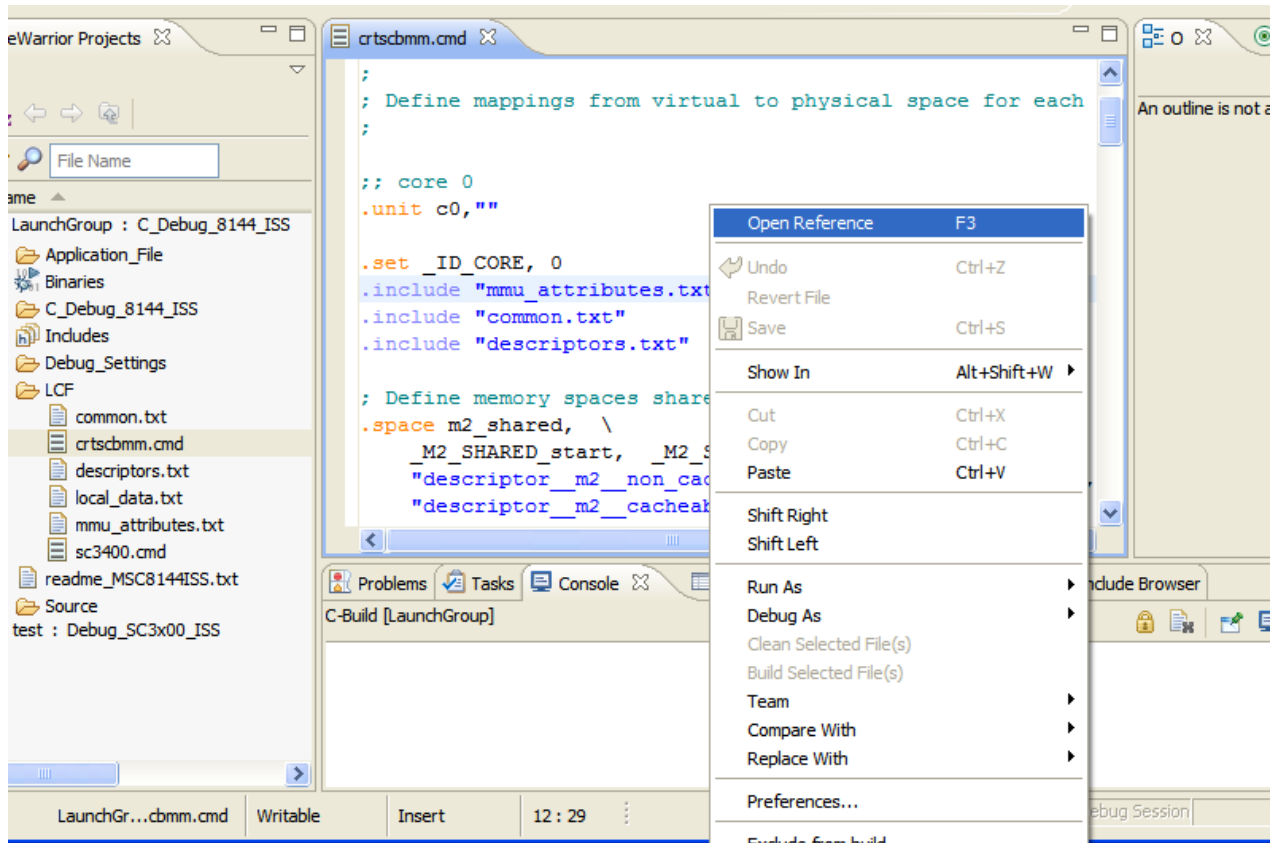 eWarrior Projects
File Name
ame
LaunchGroup : C_Debug_8144_ISS
Application_File
Binaries
C_Debug_8144_ISS
Includes
Debug_Settings
LCF
common.txt
crtscbmm.cmd
descriptors.txt
local_data.txt
mmu_attributes.txt
sc3400.cmd
readme_MSC8144ISS.txt
Source
test : Debug_SC3x00_ISS
crtscbmm.cmd
;
; Define mappings from virtual to physical space for each
;
;; core 0
.unit c0,""
.set _ID_CORE, 0
.include "mmu_attributes.txt
.include "common.txt"
.include "descriptors.txt"
; Define memory spaces share
.space m2_shared, \
_M2_SHARED_start, _M2_S
"descriptor__m2__non_cac
"descriptor__m2__cacheab
O
An outline is not a
Open Reference F3
Undo Ctrl+Z
Revert File
Save Ctrl+S
Show In Alt+Shift+W
Cut Ctrl+X
Copy Ctrl+C
Paste Ctrl+V
Shift Right
Shift Left
Run As
Debug As
Clean Selected File(s)
Build Selected File(s)
Team
Compare With
Replace With
Preferences...
Exclude from build
Problems Tasks Console nclude Browser
C-Build [LaunchGroup]
LaunchGr...cbmm.cmd Writable Insert 12 : 29 ebug Session